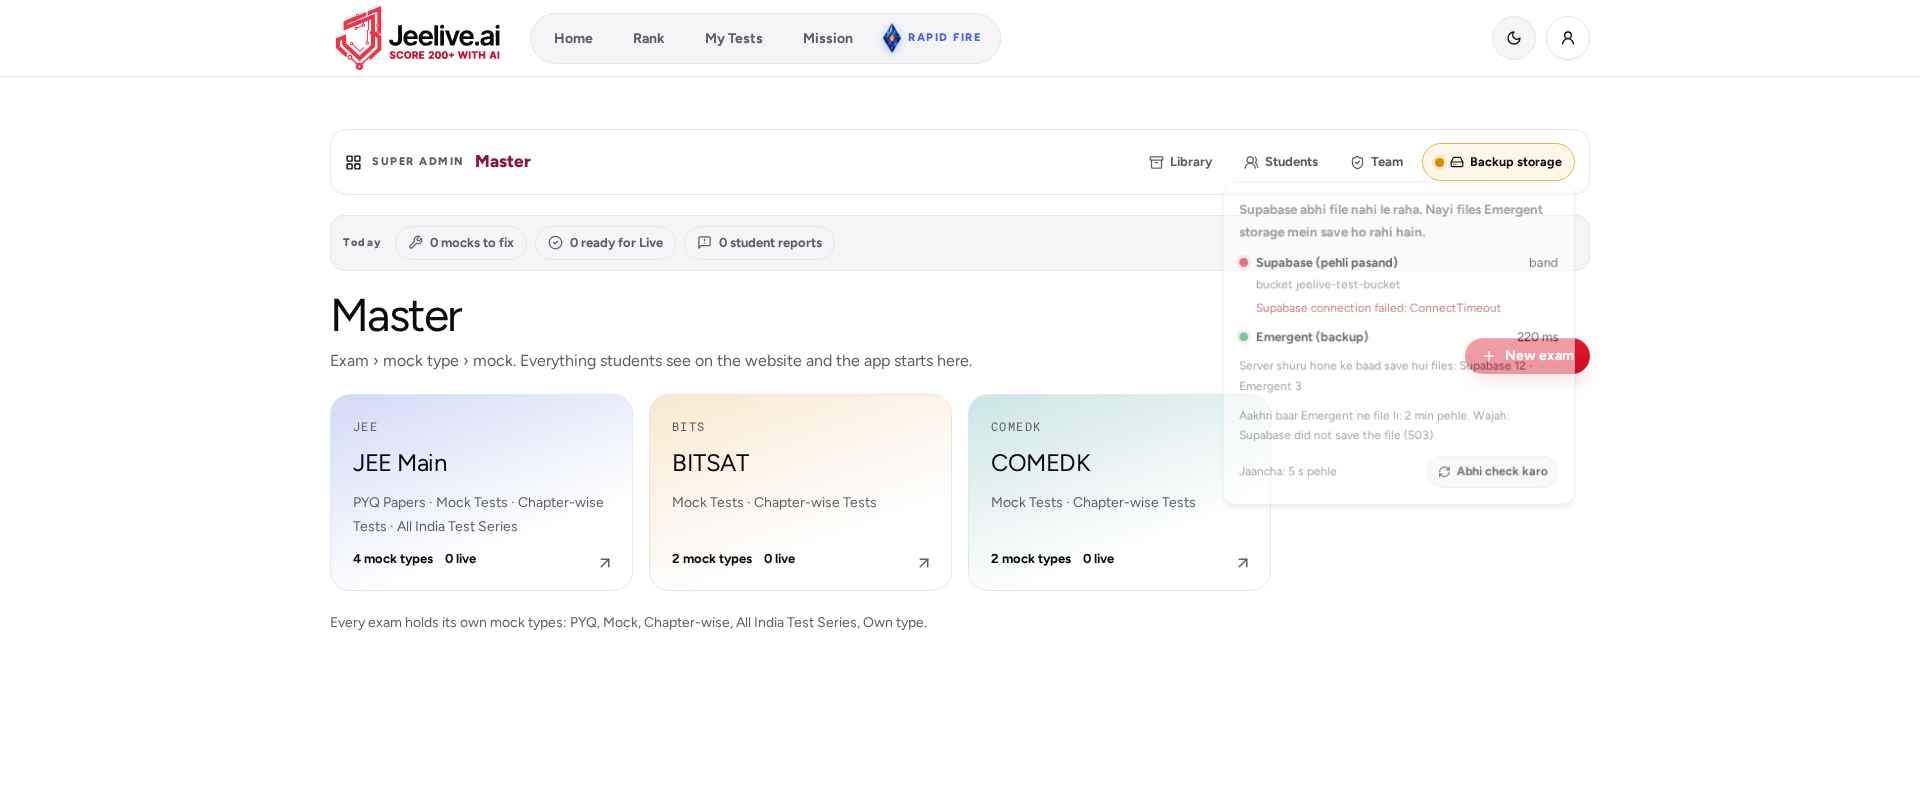 Jeelive.ai
SCORE 200+ WITH AI
Home
Rank
My Tests
Mission
RAPID FIRE
SUPER ADMIN Master
Library
Students
Team
Backup storage
Today
0 mocks to fix
0 ready for Live
0 student reports
Supabase abhi file nahi le raha. Nayi files Emergent
storage mein save ho rahi hain.
Supabase (pehli pasand) band
bucket jeelive-test-bucket
Supabase connection failed: ConnectTimeout
Emergent (backup) 220 ms
Server shuru hone ke baad save hui files: Supabase 12 ·
Emergent 3
Aakhri baar Emergent ne file li: 2 min pehle. Wajah:
Supabase did not save the file (503)
Jaancha: 5 s pehle
Abhi check karo
Master
Exam › mock type › mock. Everything students see on the website and the app starts here.
New exam
JEE
JEE Main
PYQ Papers · Mock Tests · Chapter-wise
Tests · All India Test Series
4 mock types 0 live
BITS
BITSAT
Mock Tests · Chapter-wise Tests
2 mock types 0 live
COMEDK
COMEDK
Mock Tests · Chapter-wise Tests
2 mock types 0 live
Every exam holds its own mock types: PYQ, Mock, Chapter-wise, All India Test Series, Own type.